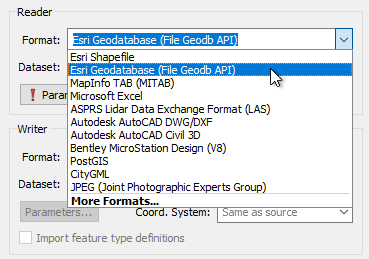 Reader
Format: Esri Geodatabase (File Geodb API)
Esri Shapefile
Dataset: Esri Geodatabase (File Geodb API)
MapInfo TAB (MITAB)
! Param Microsoft Excel
ASPRS Lidar Data Exchange Format (LAS)
Autodesk AutoCAD DWG/DXF
Writer Autodesk AutoCAD Civil 3D
Bentley MicroStation Design (V8)
Format: PostGIS
CityGML
Dataset: JPEG (Joint Photographic Experts Group)
More Formats...
Parameters... Coord. System: Same as source
Import feature type definitions